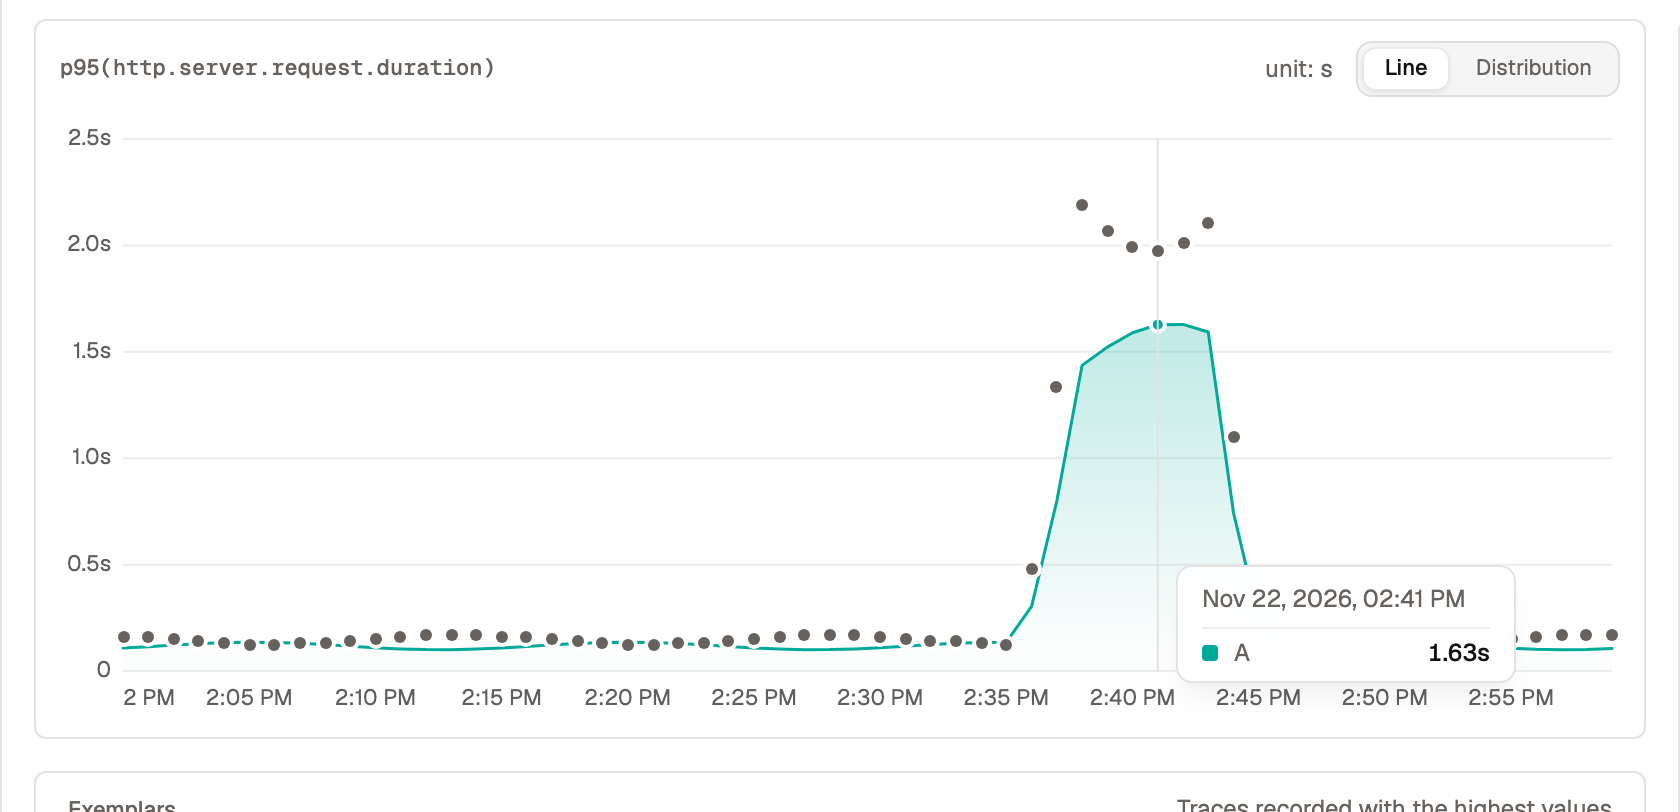 p95(http.server.request.duration)
unit: s
Line
Distribution
2.5s
2.0s
1.5s
1.0s
0.5s
0
Nov 22, 2026, 02:41 PM
A 1.63s
2 PM 2:05 PM 2:10 PM 2:15 PM 2:20 PM 2:25 PM 2:30 PM 2:35 PM 2:40 PM 2:45 PM 2:50 PM 2:55 PM
Exemplars
Traces recorded with the highest values